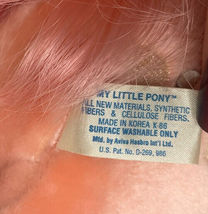 MY LITTLE PONY™
ALL NEW MATERIALS, SYNTHETIC
FIBERS & CELLULOSE FIBERS.
MADE IN KOREA K-86
SURFACE WASHABLE ONLY
Mfd. by Aviva Hasbro Int'l Ltd.
U.S. Pat. No. D-269, 986